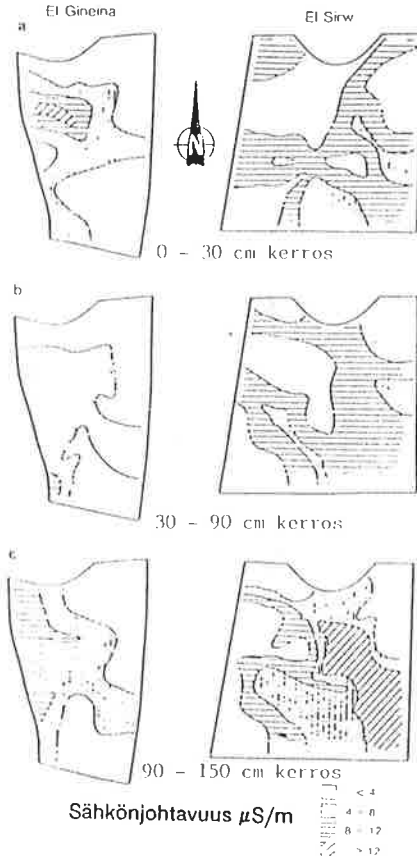 El Gineina
El Sirw
a
N
0 - 30 cm kerros
b
30 - 90 cm kerros
c
90 - 150 cm kerros
Sähkönjohtavuus µS/m
< 4
4 - 8
8 - 12
> 12